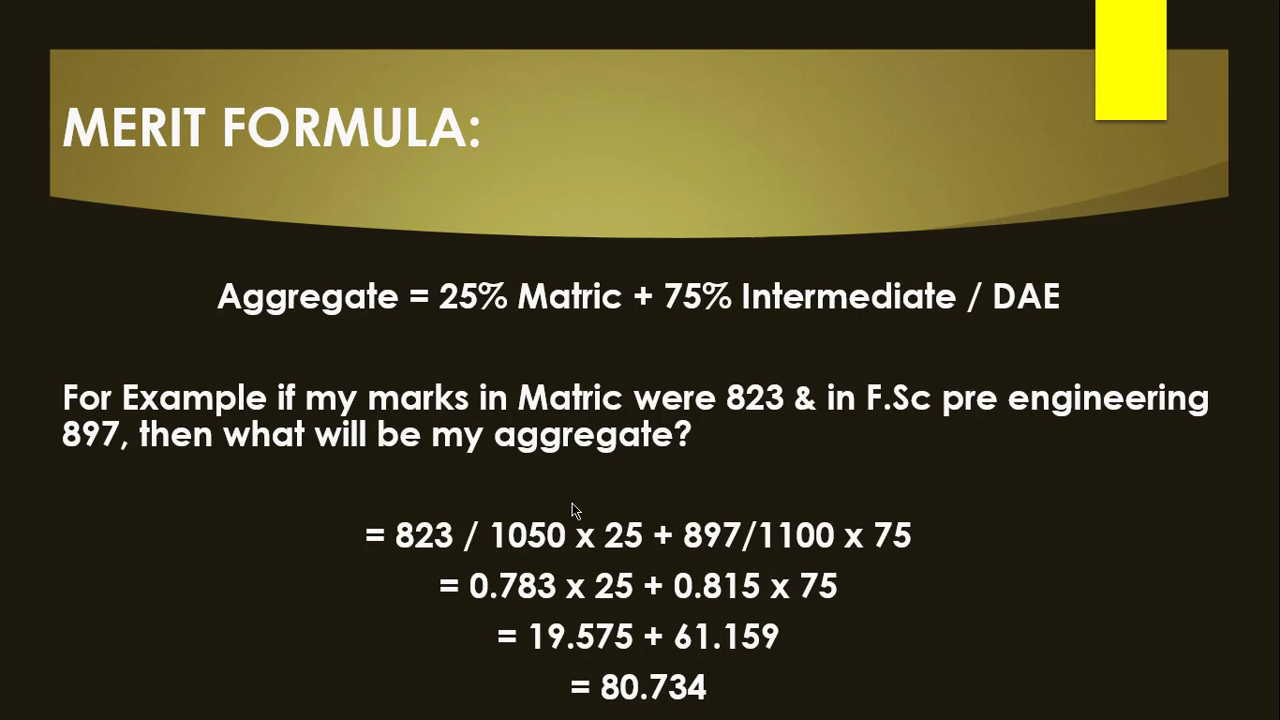 MERIT FORMULA:
Aggregate = 25% Matric + 75% Intermediate / DAE
For Example if my marks in Matric were 823 & in F.Sc pre engineering
897, then what will be my aggregate?
= 823 / 1050 x 25 + 897/1100 x 75
= 0.783 x 25 + 0.815 x 75
= 19.575 + 61.159
= 80.734